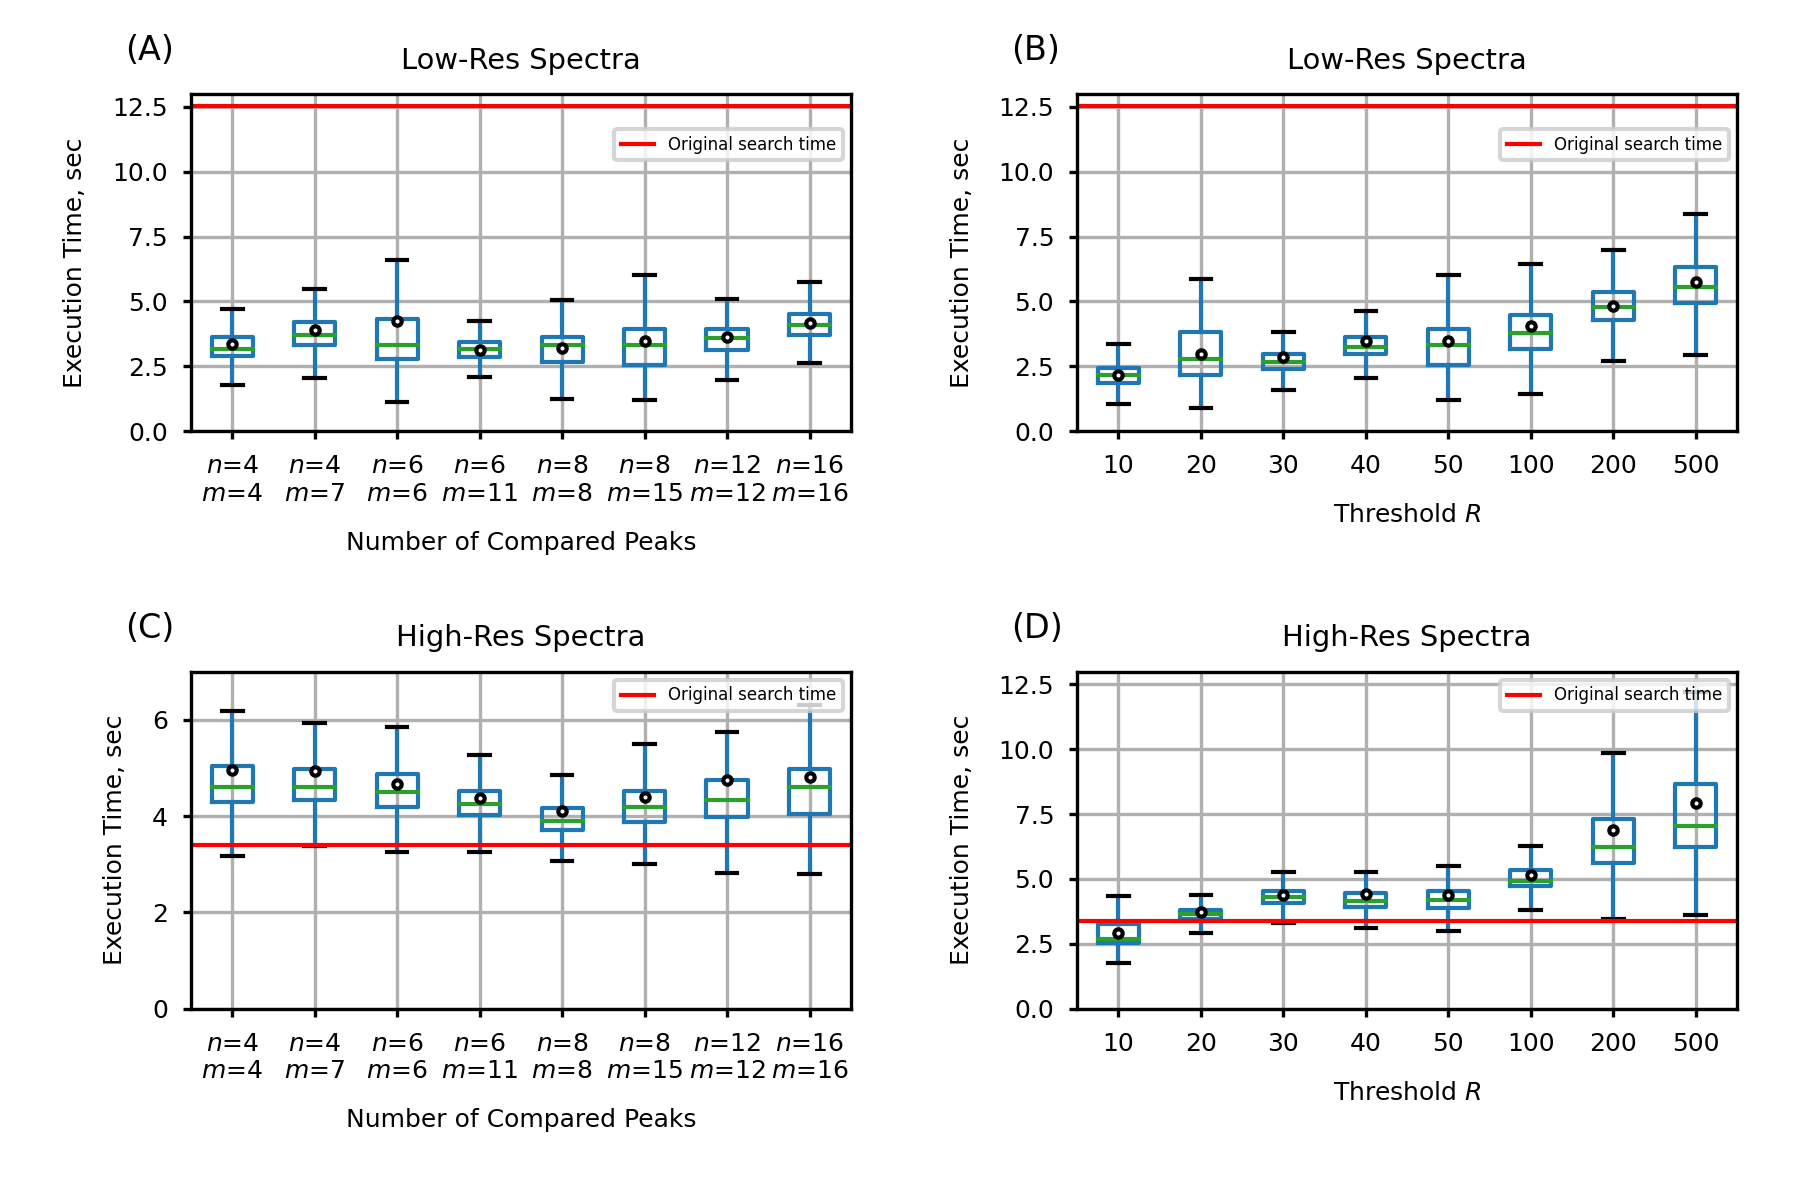 (A)
Low-Res Spectra
12.5
10.0
7.5
5.0
2.5
0.0
Execution Time, sec
Original search time
n=4 n=4 n=6 n=6 n=8 n=8 n=12 n=16
m=4 m=7 m=6 m=11 m=8 m=15 m=12 m=16
Number of Compared Peaks
(B)
Low-Res Spectra
12.5
10.0
7.5
5.0
2.5
0.0
Execution Time, sec
Original search time
10 20 30 40 50 100 200 500
Threshold R
(C)
High-Res Spectra
6
4
2
0
Execution Time, sec
Original search time
n=4 n=4 n=6 n=6 n=8 n=8 n=12 n=16
m=4 m=7 m=6 m=11 m=8 m=15 m=12 m=16
Number of Compared Peaks
(D)
High-Res Spectra
12.5
10.0
7.5
5.0
2.5
0.0
Execution Time, sec
Original search time
10 20 30 40 50 100 200 500
Threshold R